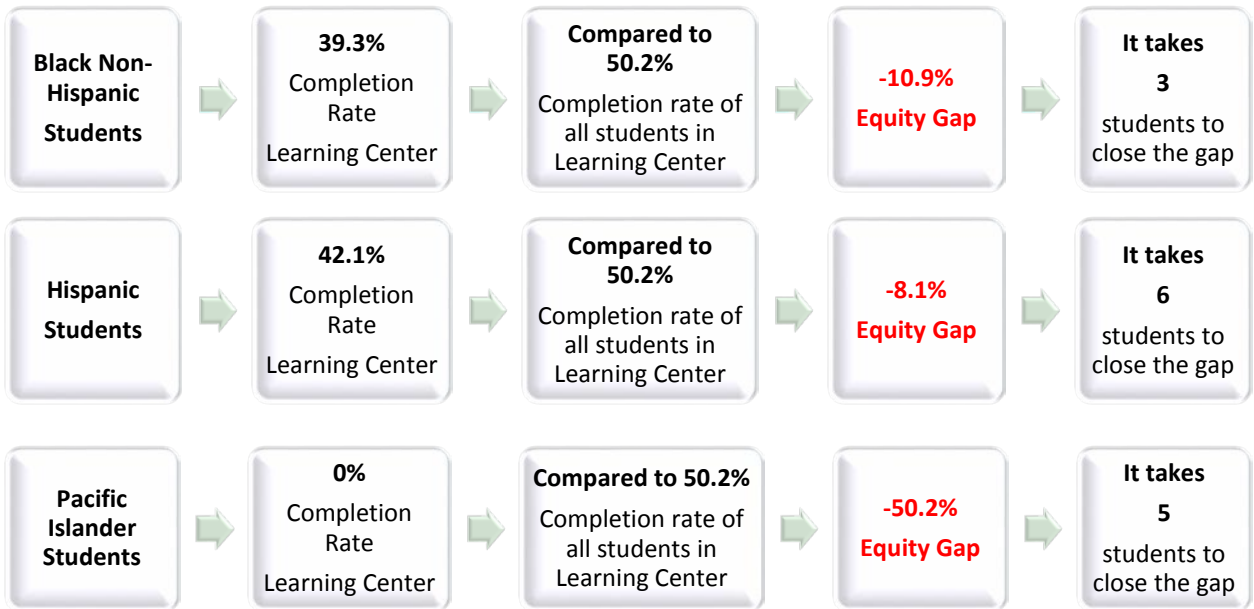 Black Non-
Hispanic
Students
39.3%
Completion
Rate
Learning Center
Compared to
50.2%
Completion rate of
all students in
Learning Center
-10.9%
Equity Gap
It takes
3
students to
close the gap
Hispanic
Students
42.1%
Completion
Rate
Learning Center
Compared to
50.2%
Completion rate of
all students in
Learning Center
-8.1%
Equity Gap
It takes
6
students to
close the gap
Pacific
Islander
Students
0%
Completion
Rate
Learning Center
Compared to 50.2%
Completion rate of
all students in
Learning Center
-50.2%
Equity Gap
It takes
5
students to
close the gap